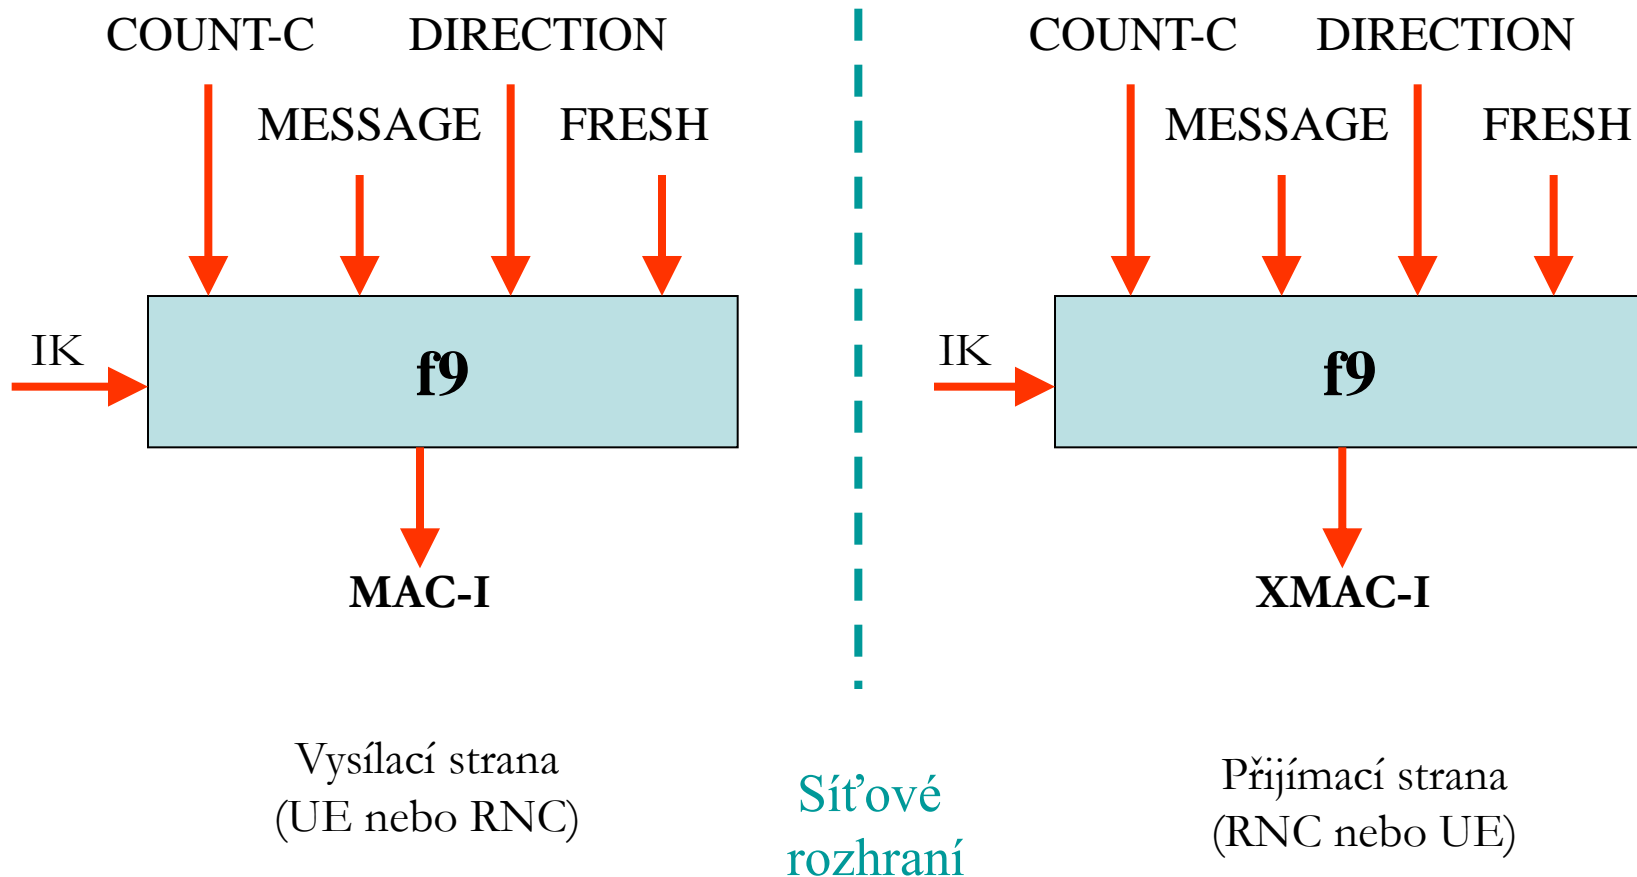 COUNT-C DIRECTION
MESSAGE FRESH
IK
f9
MAC-I
Vysílací strana
(UE nebo RNC)
Síťové
rozhraní
COUNT-C DIRECTION
MESSAGE FRESH
IK
f9
XMAC-I
Přijímací strana
(RNC nebo UE)